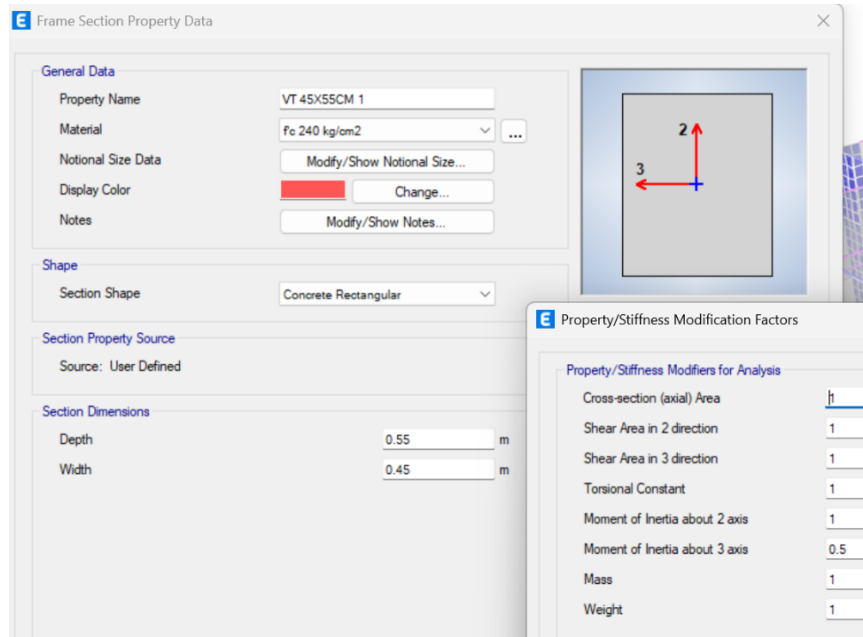 E Frame Section Property Data
General Data
Property Name VT 45X55CM 1
Material f'c 240 kg/cm2 ...
Notional Size Data Modify/Show Notional Size...
Display Color Change...
Notes Modify/Show Notes...
2
3
Shape
Section Shape Concrete Rectangular
Section Property Source
Source: User Defined
Section Dimensions
Depth 0.55 m
Width 0.45 m
E Property/Stiffness Modification Factors
Property/Stiffness Modifiers for Analysis
Cross-section (axial) Area 1
Shear Area in 2 direction 1
Shear Area in 3 direction 1
Torsional Constant 1
Moment of Inertia about 2 axis 1
Moment of Inertia about 3 axis 0.5
Mass 1
Weight 1